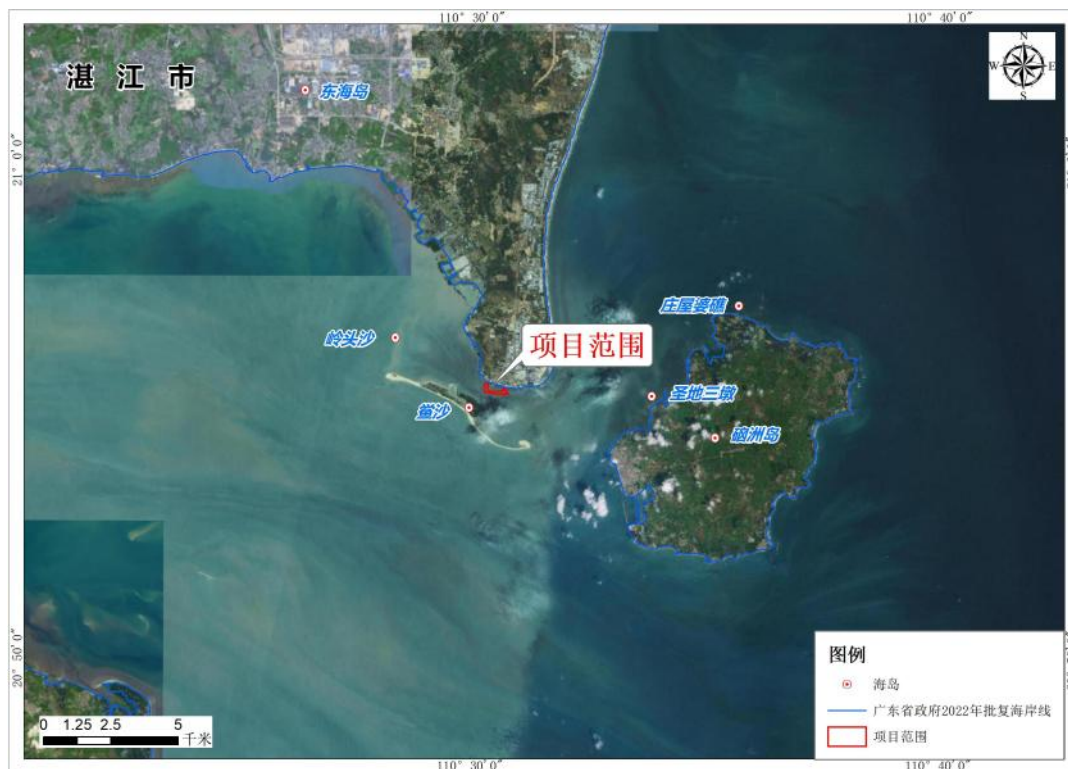 110° 30′0″
110° 40′0″
湛江市
东海岛
N
W
E
S
21° 0′0″
庄屋婆礁
岭头沙
项目范围
圣地三墩
鲎沙
硇洲岛
20° 50′0″
图例
海岛
广东省政府2022年批复海岸线
项目范围
0 1.25 2.5 5
千米
110° 30′0″
110° 40′0″